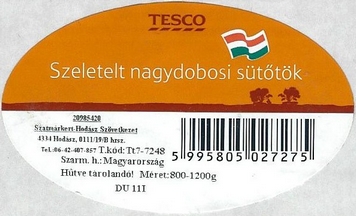 TESCO
Szeletelt nagydobosi sütőtök
20985420
Szatmárkert-Hodász Szövetkezet
4334 Hodász, 0111/19/B hrsz.
Tel.:06-42-407-857 T.kód:Tt7-7248
Szárm. h.:Magyarország
Hűtve tárolandó! Méret:800-1200g
DU 11I
5 995805 027275